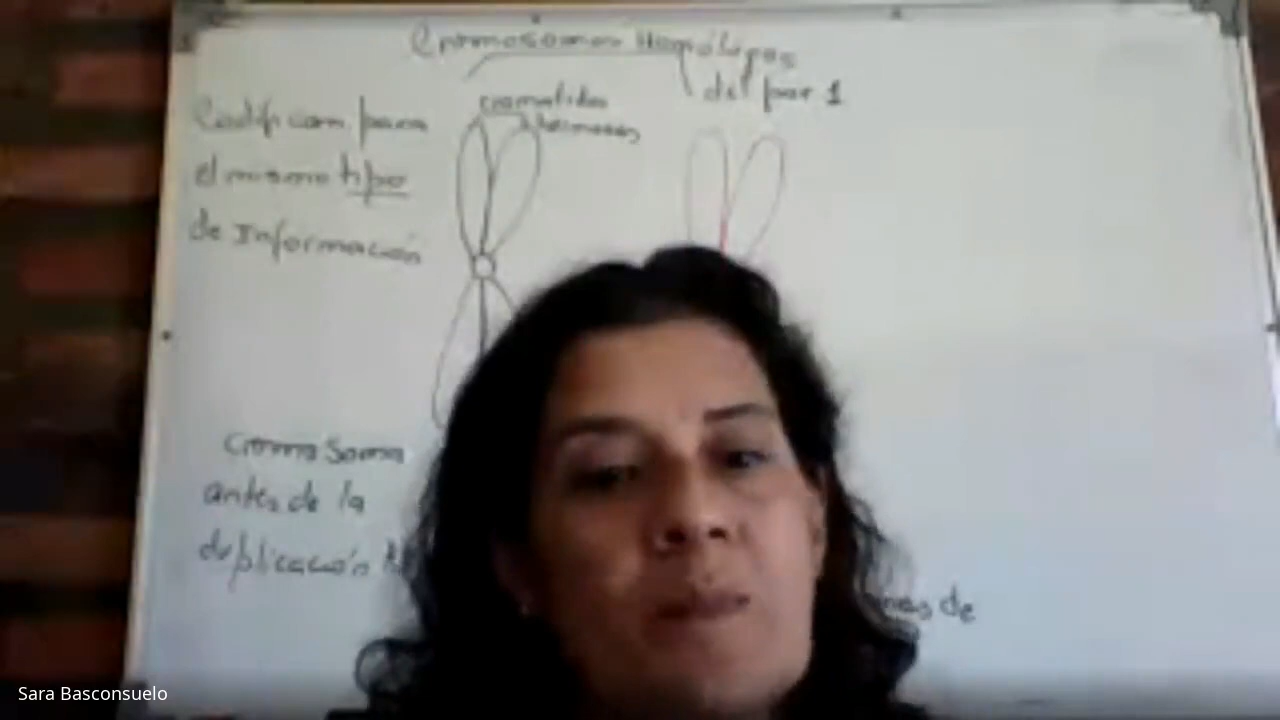 Cromosomas Homólogos
del par 1
cromatidas
hermanas
Codifican para
el mismo tipo
de Información
Cromosoma
antes de la
duplicación
de
Sara Basconsuelo